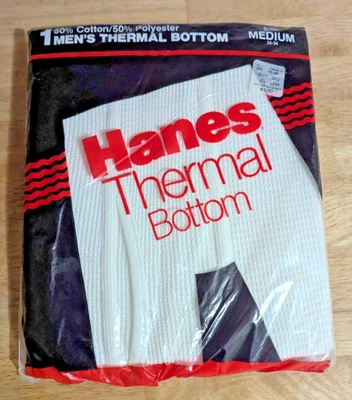 1 50% Cotton/50% Polyester
MEN'S THERMAL BOTTOM
MEDIUM
Hanes
Thermal
Bottom